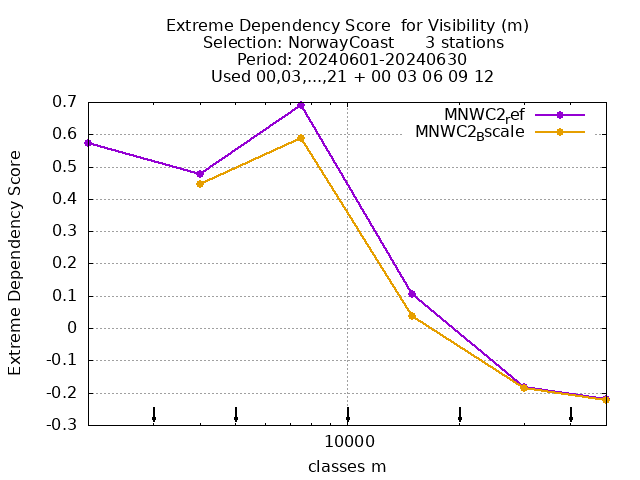 Extreme Dependency Score  for Visibility (m)
Selection: NorwayCoast      3 stations
Period: 20240601-20240630
Used 00,03,...,21 + 00 03 06 09 12
MNWC2ref
MNWC2Bscale
Extreme Dependency Score
0.7
0.6
0.5
0.4
0.3
0.2
0.1
0
-0.1
-0.2
-0.3
10000
classes m